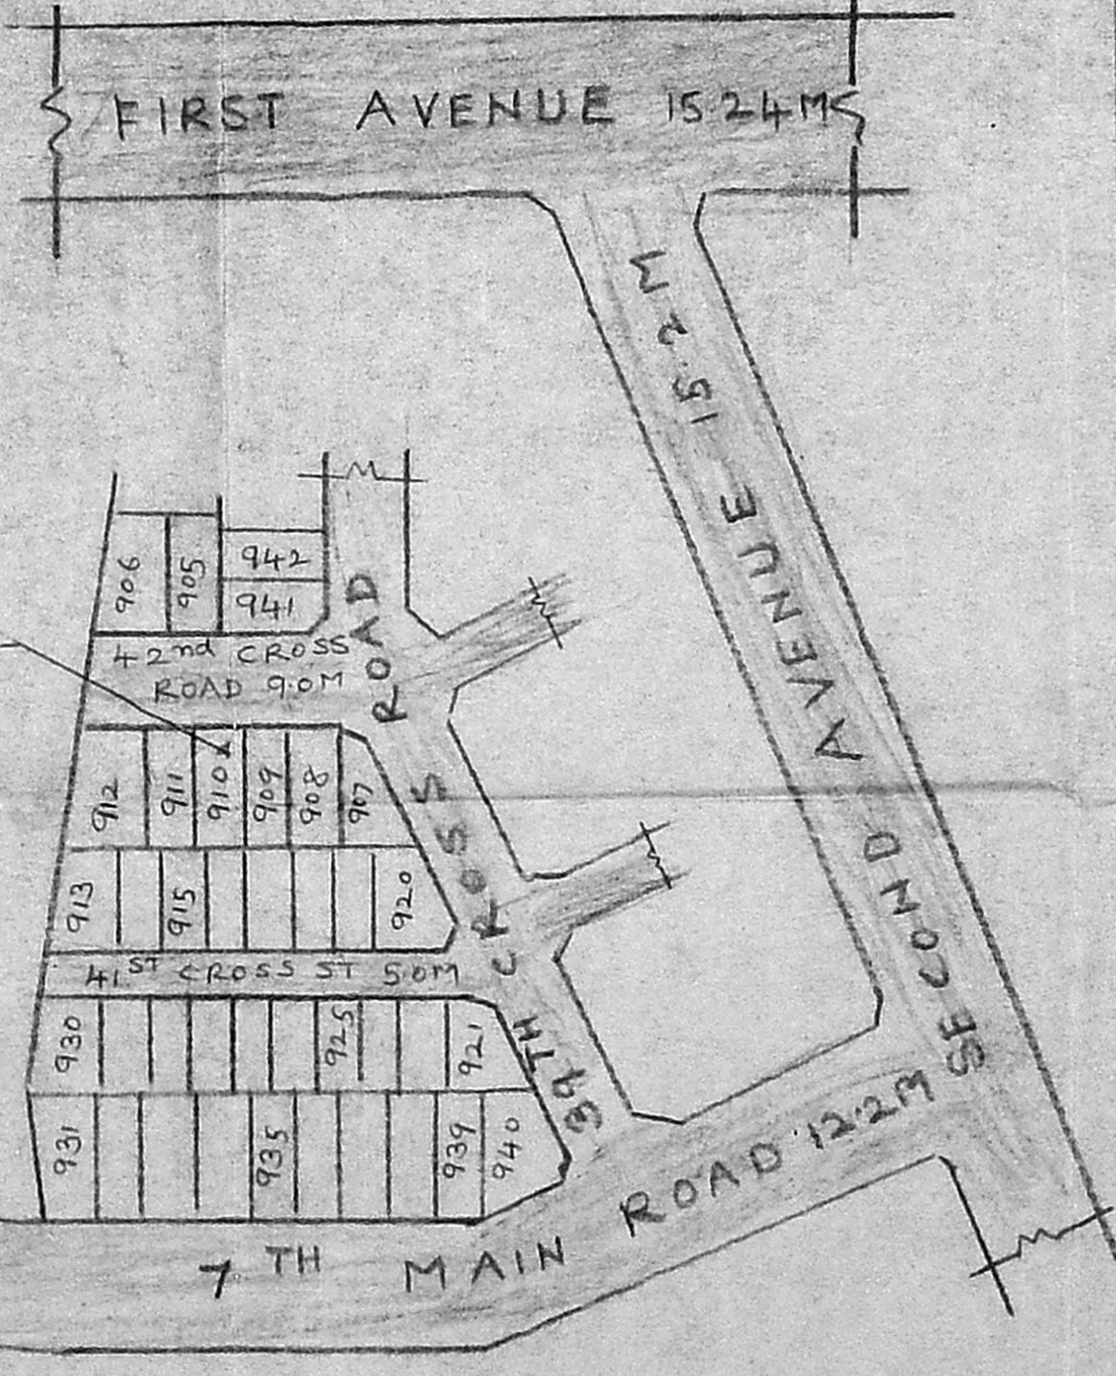 FIRST AVENUE 15.24M
15.2M
SECOND AVENUE
942
906
905
941
42nd CROSS
ROAD 9.0M
912
911
910
909
908
907
913
915
920
41ST CROSS ST 5.0M
39TH CROSS ROAD
930
925
921
931
935
939
940
7TH MAIN ROAD 12.2M